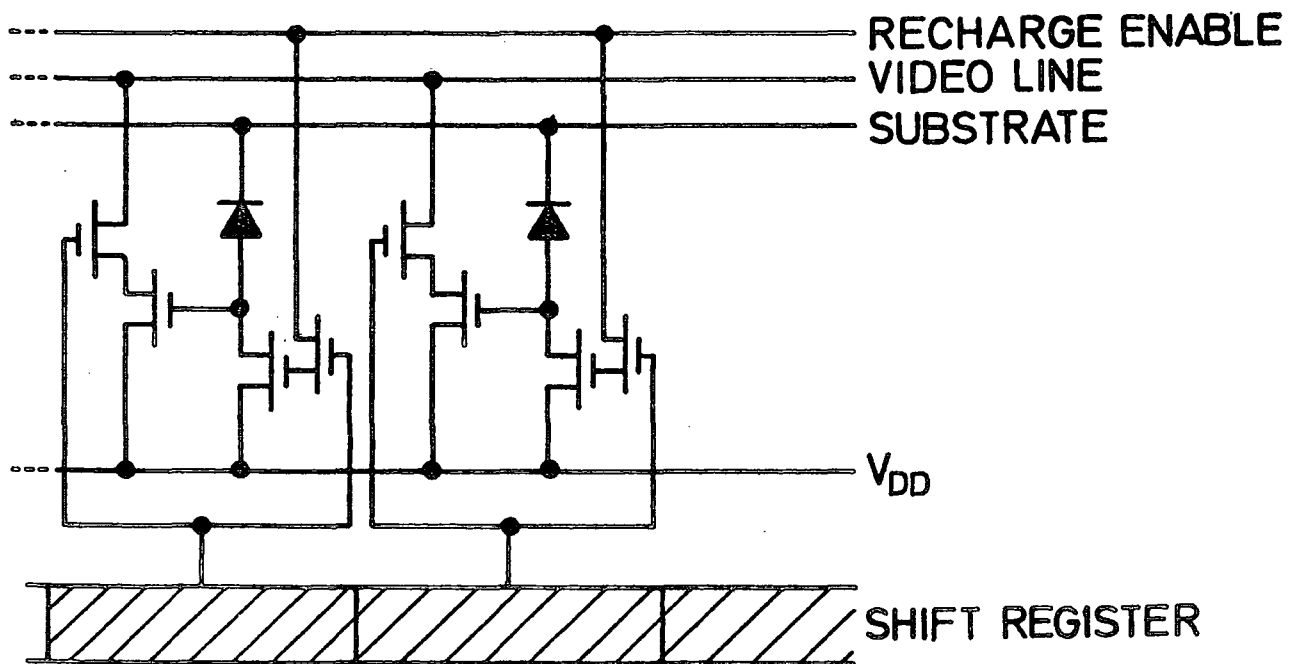 RECHARGE ENABLE
VIDEO LINE
SUBSTRATE
VDD
SHIFT REGISTER